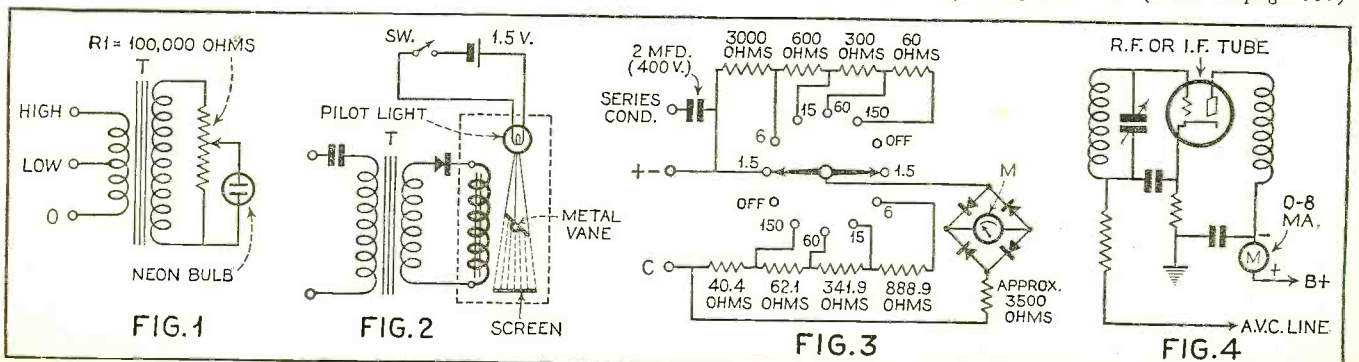 R1 = 100,000 OHMS
T
HIGH
LOW
O
NEON BULB
FIG.1
SW.
1.5 V.
PILOT LIGHT
T
METAL
VANE
SCREEN
FIG.2
3000
OHMS
600
OHMS
300
OHMS
60
OHMS
2 MFD.
(400 V.)
SERIES
COND.
15
60
150
6
OFF
+-
1.5
1.5
M
OFF
6
150
60
15
C
40.4
OHMS
62.1
OHMS
341.9
OHMS
888.9
OHMS
APPROX.
3500
OHMS
FIG.3
R.F. OR I.F. TUBE
0-8
MA.
-
M
+
B+
A.V.C. LINE
FIG.4